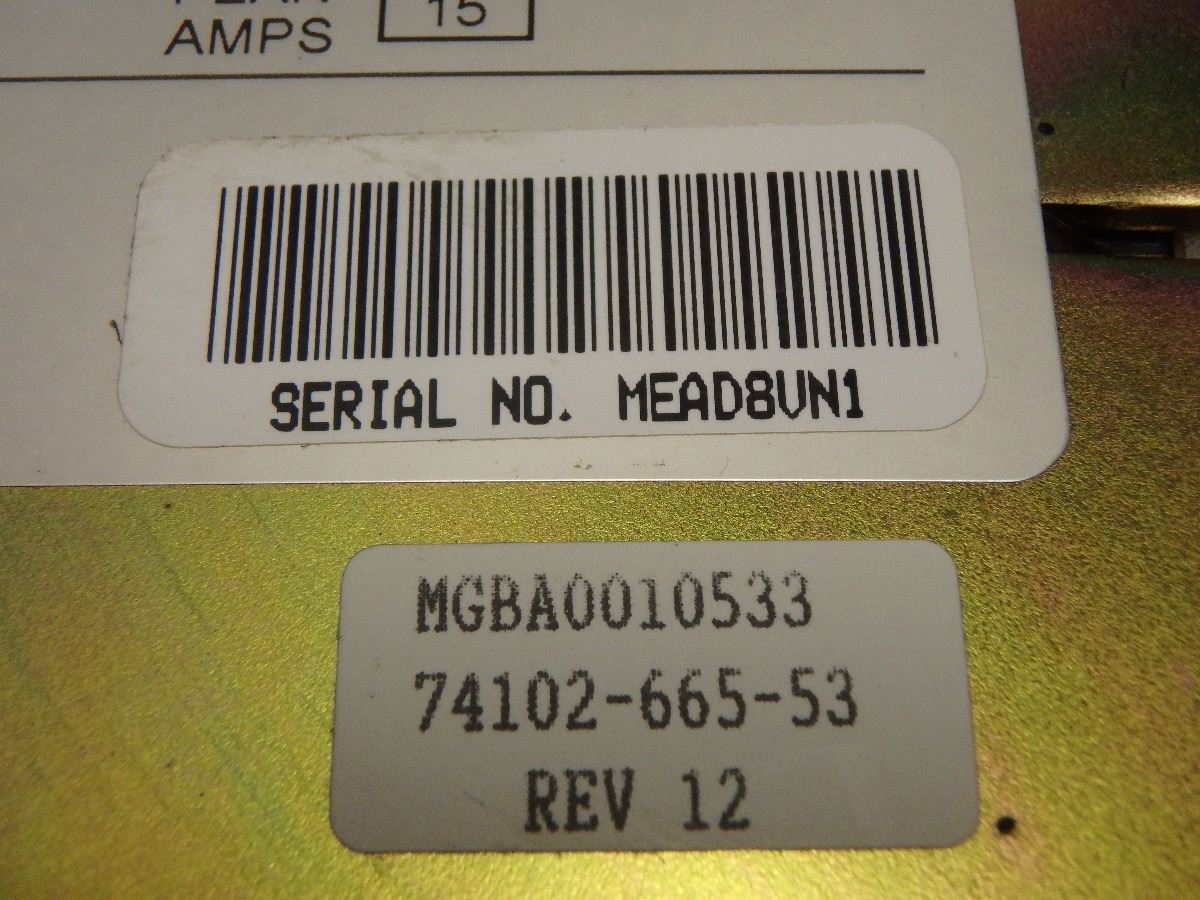 15
AMPS
SERIAL NO. MEAD8VN1
MGBA0010533
74102-665-53
REV 12